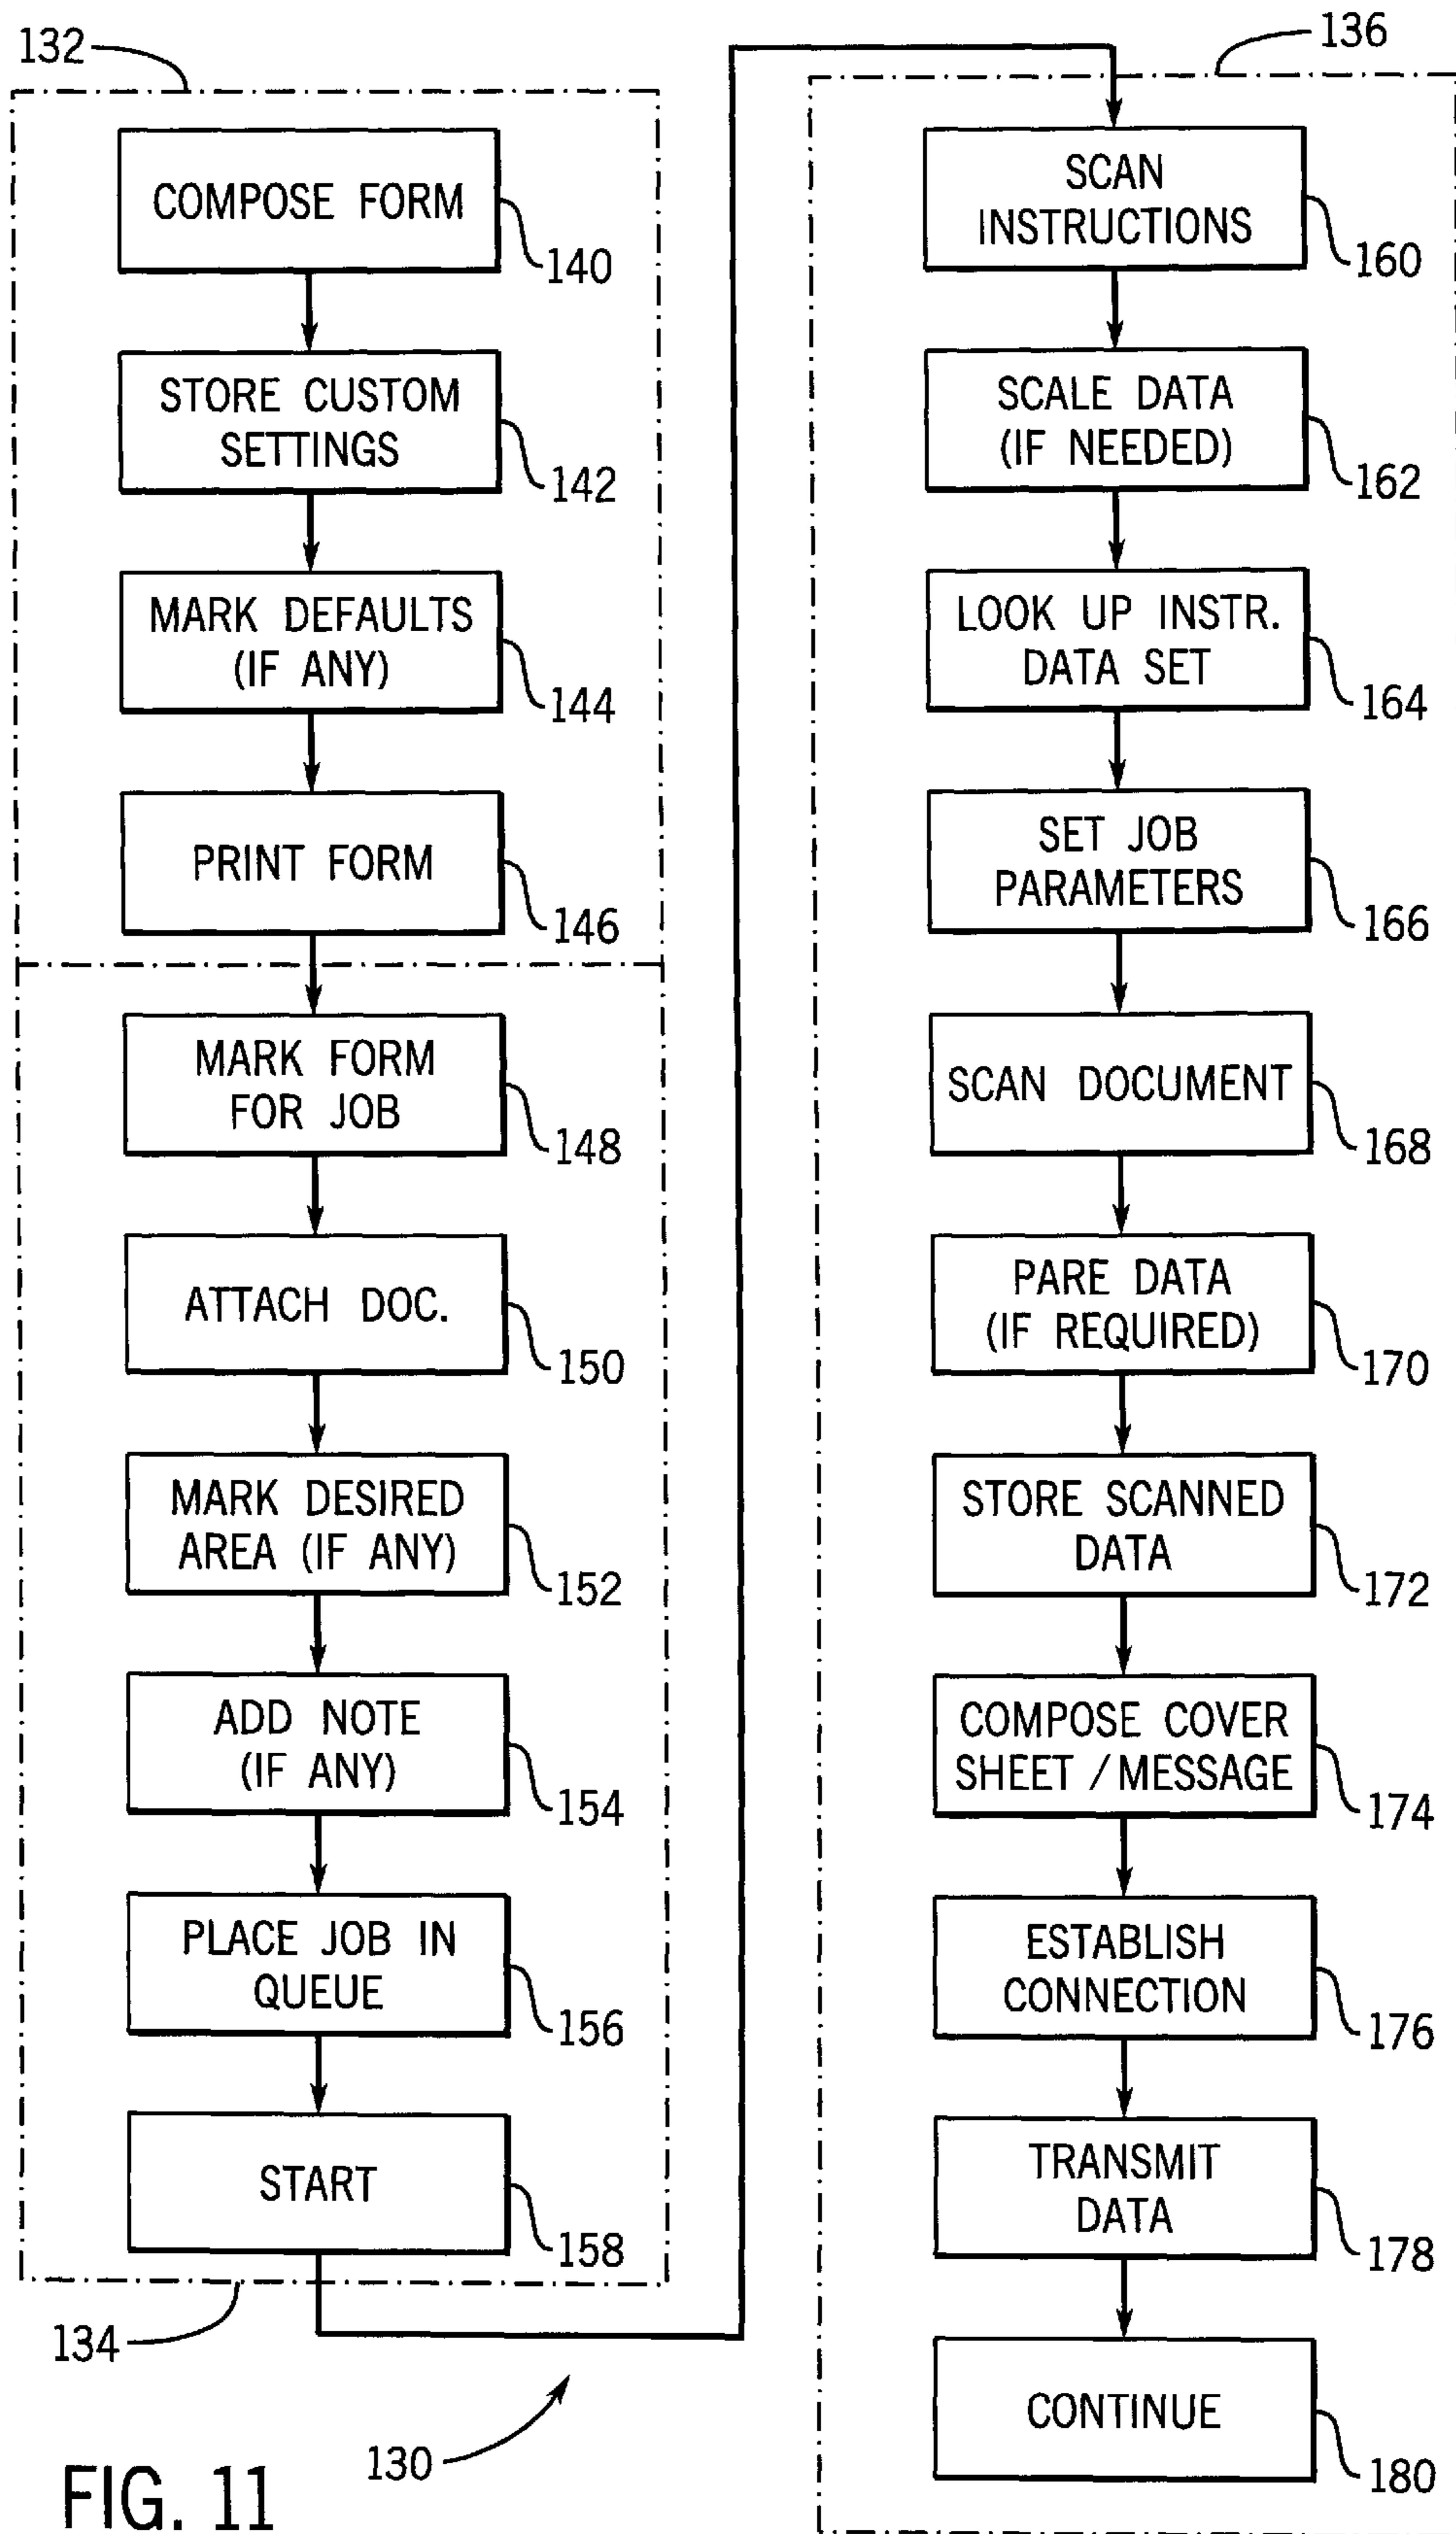 132
COMPOSE FORM
140
STORE CUSTOM
SETTINGS
142
MARK DEFAULTS
(IF ANY)
144
PRINT FORM
146
MARK FORM
FOR JOB
148
ATTACH DOC.
150
MARK DESIRED
AREA (IF ANY)
152
ADD NOTE
(IF ANY)
154
PLACE JOB IN
QUEUE
156
START
158
134
130
136
SCAN
INSTRUCTIONS
160
SCALE DATA
(IF NEEDED)
162
LOOK UP INSTR.
DATA SET
164
SET JOB
PARAMETERS
166
SCAN DOCUMENT
168
PARE DATA
(IF REQUIRED)
170
STORE SCANNED
DATA
172
COMPOSE COVER
SHEET / MESSAGE
174
ESTABLISH
CONNECTION
176
TRANSMIT
DATA
178
CONTINUE
180
FIG. 11